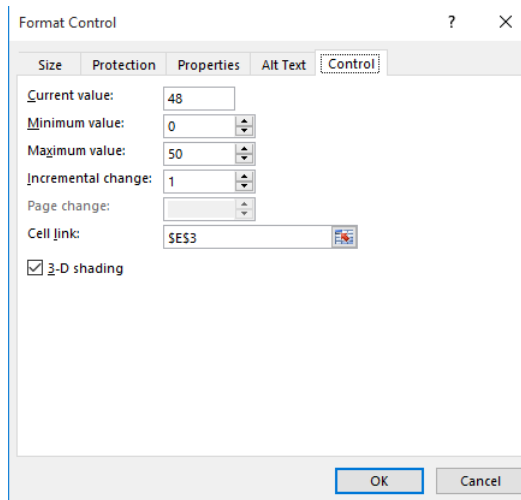 Format Control ?
Size Protection Properties Alt Text Control
Current value: 48
Minimum value: 0
Maximum value: 50
Incremental change: 1
Page change:
Cell link: $E$3
3-D shading
OK Cancel